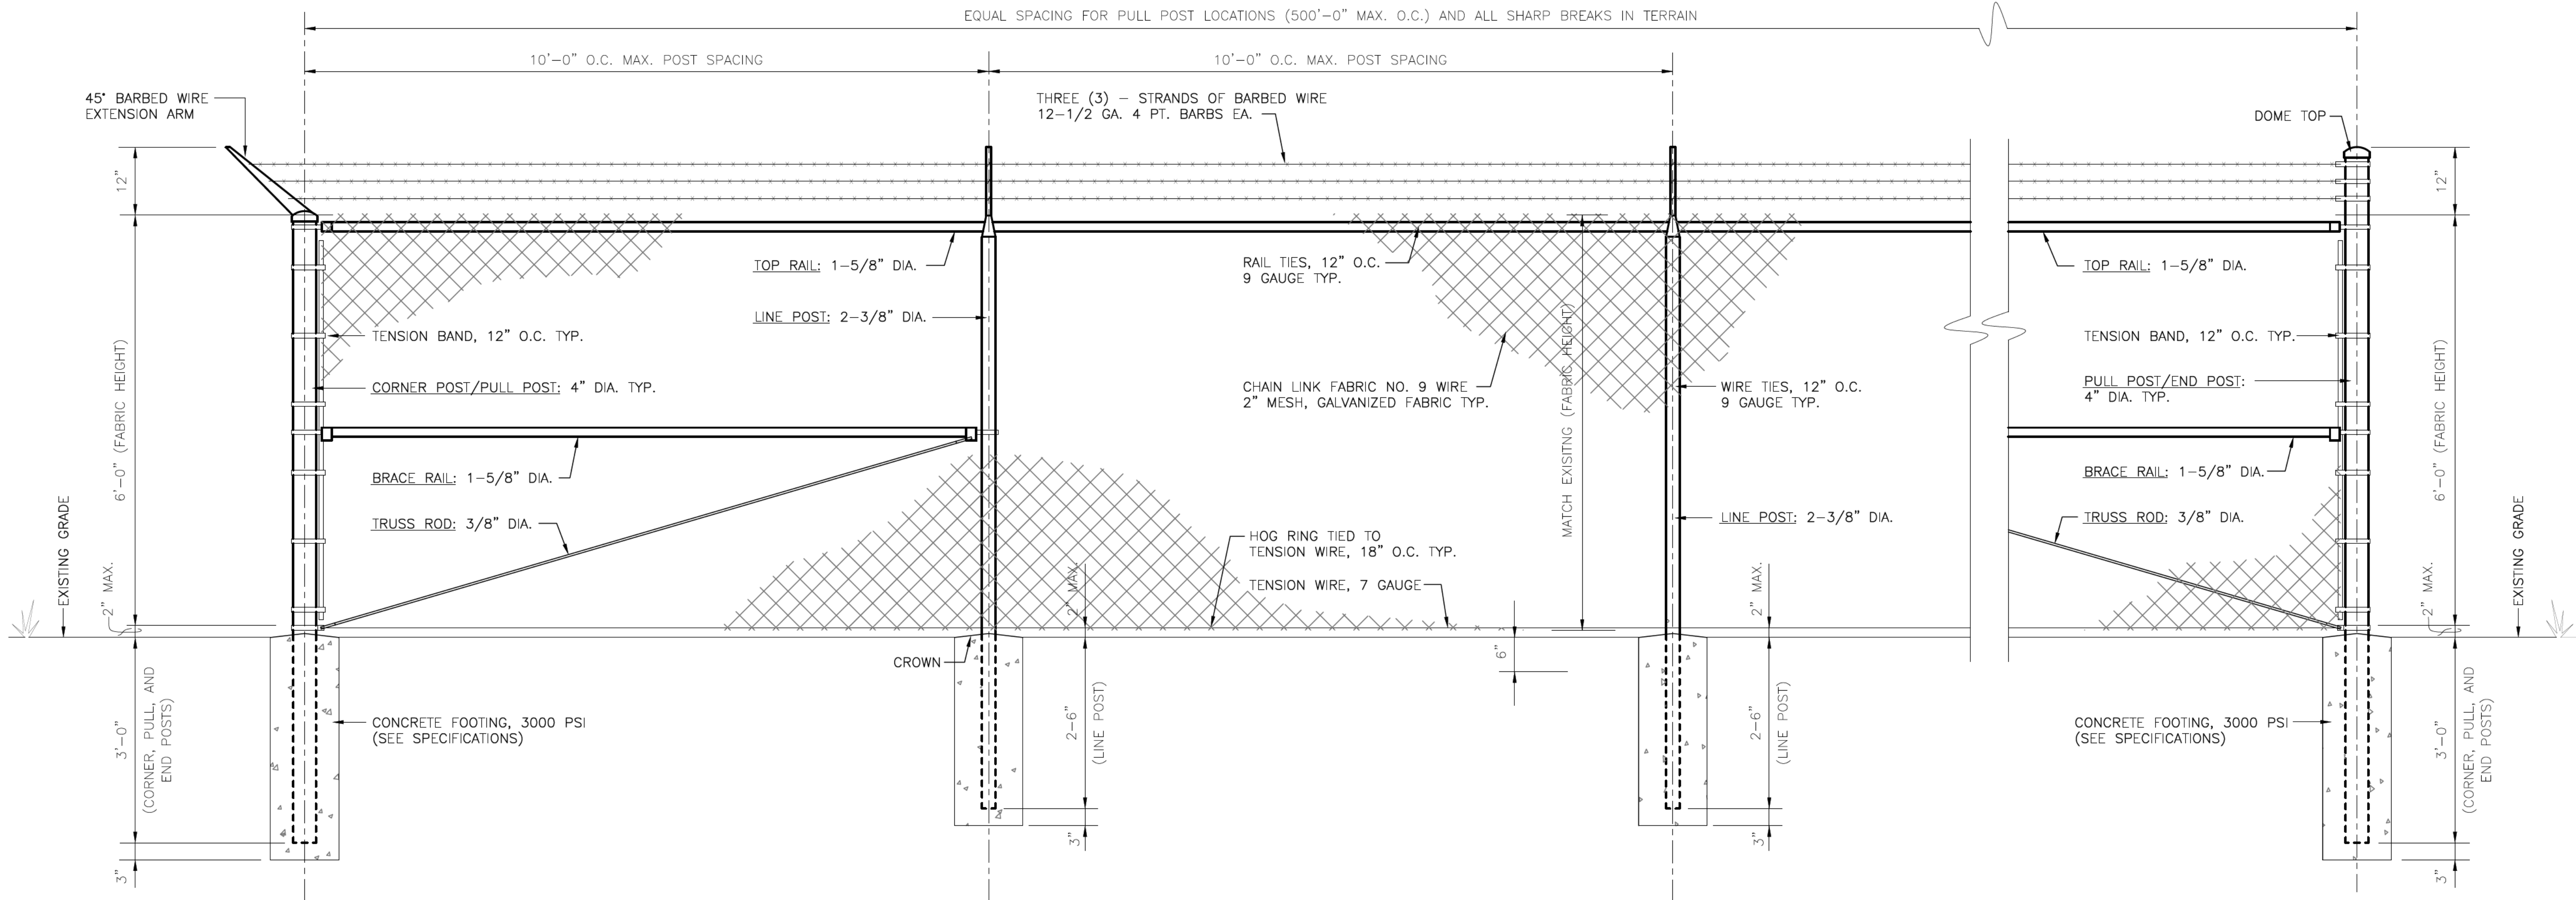 EQUAL SPACING FOR PULL POST LOCATIONS (500'-0" MAX. O.C.) AND ALL SHARP BREAKS IN TERRAIN
10'-0" O.C. MAX. POST SPACING
10'-0" O.C. MAX. POST SPACING
45° BARBED WIRE
EXTENSION ARM
THREE (3) - STRANDS OF BARBED WIRE
12-1/2 GA. 4 PT. BARBS EA.
DOME TOP
12"
12"
TOP RAIL: 1-5/8" DIA.
RAIL TIES, 12" O.C.
9 GAUGE TYP.
TOP RAIL: 1-5/8" DIA.
LINE POST: 2-3/8" DIA.
TENSION BAND, 12" O.C. TYP.
TENSION BAND, 12" O.C. TYP.
CORNER POST/PULL POST: 4" DIA. TYP.
CHAIN LINK FABRIC NO. 9 WIRE
2" MESH, GALVANIZED FABRIC TYP.
WIRE TIES, 12" O.C.
9 GAUGE TYP.
PULL POST/END POST:
4" DIA. TYP.
6'-0" (FABRIC HEIGHT)
MATCH EXISITING (FABRIC HEIGHT)
6'-0" (FABRIC HEIGHT)
BRACE RAIL: 1-5/8" DIA.
BRACE RAIL: 1-5/8" DIA.
TRUSS ROD: 3/8" DIA.
LINE POST: 2-3/8" DIA.
TRUSS ROD: 3/8" DIA.
HOG RING TIED TO
TENSION WIRE, 18" O.C. TYP.
TENSION WIRE, 7 GAUGE
EXISTING GRADE
2" MAX.
2" MAX.
2" MAX.
2" MAX.
EXISTING GRADE
CROWN
6"
CONCRETE FOOTING, 3000 PSI
(SEE SPECIFICATIONS)
CONCRETE FOOTING, 3000 PSI
(SEE SPECIFICATIONS)
3'-0"
(CORNER, PULL, AND
END POSTS)
2-6"
(LINE POST)
2-6"
(LINE POST)
3'-0"
(CORNER, PULL, AND
END POSTS)
3"
3"
3"
3"